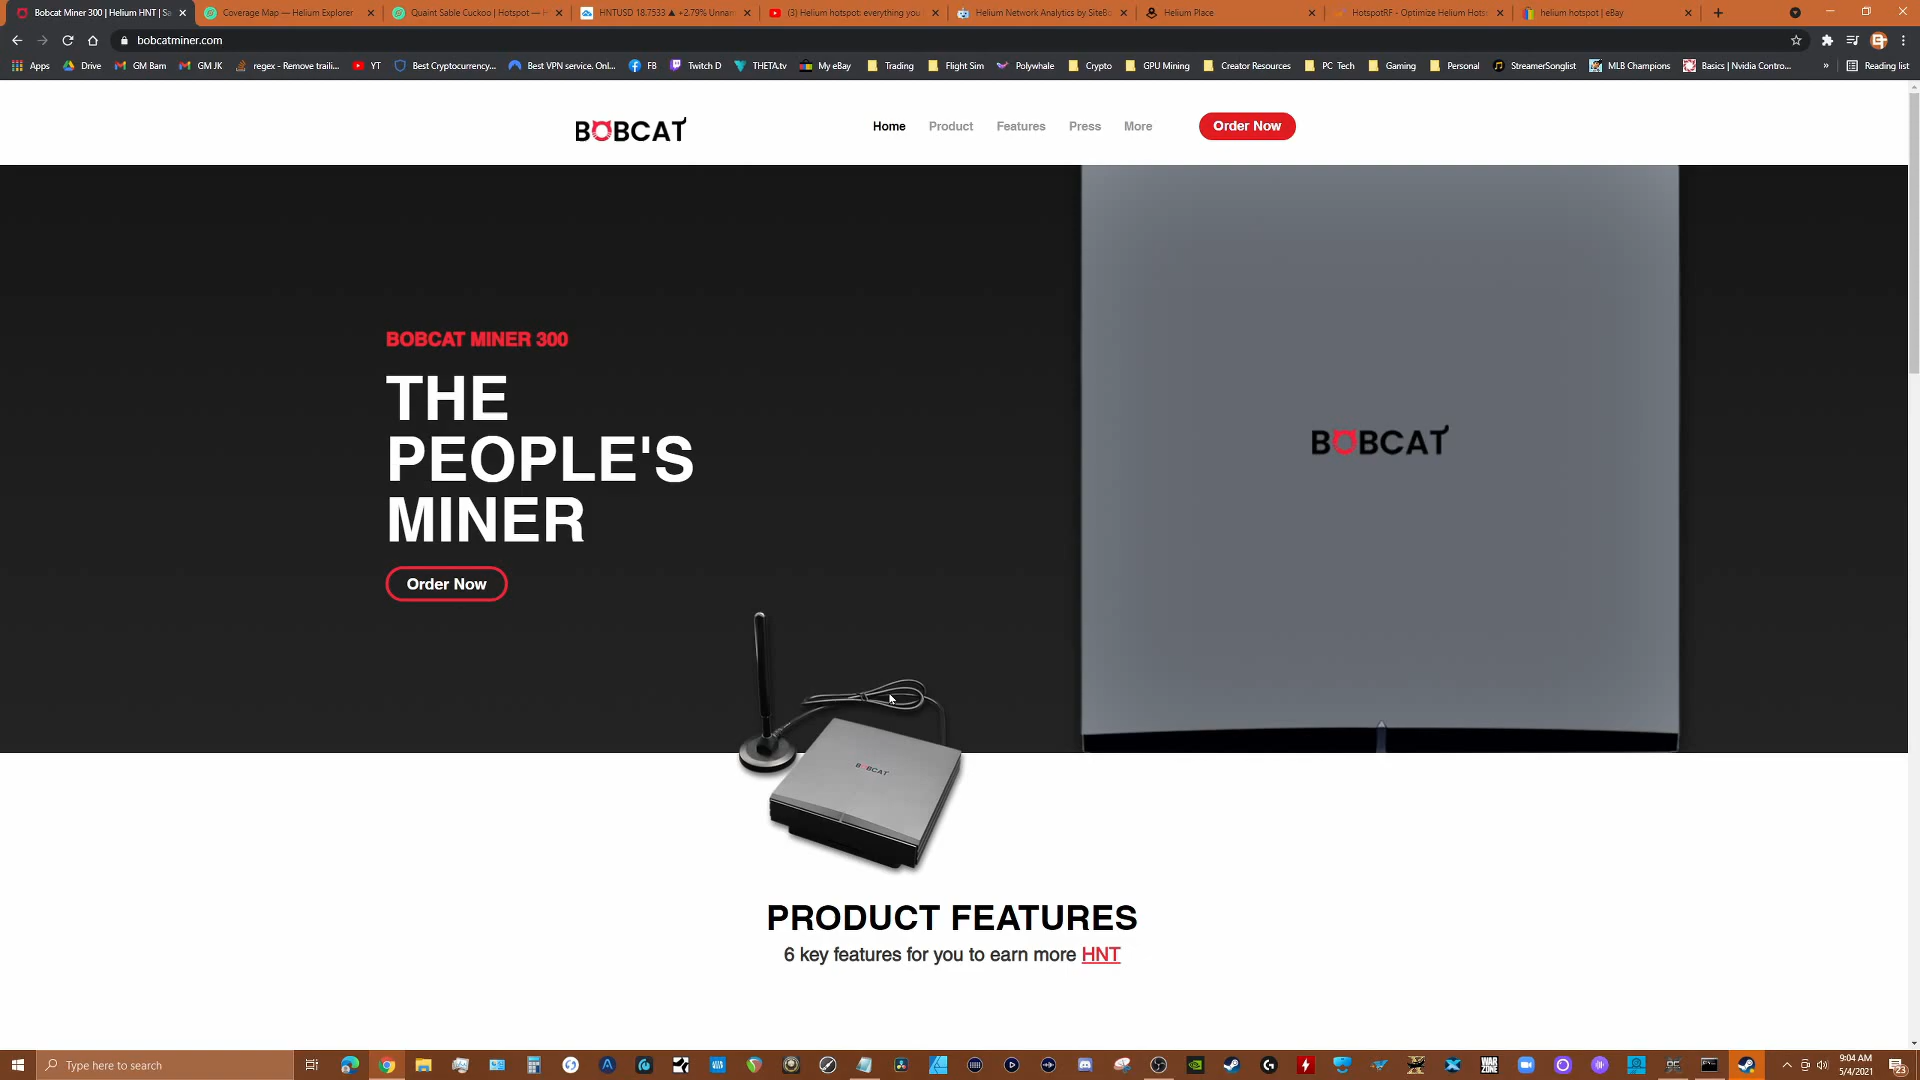 Bobcat Miner 300 | Helium HNT | Sa
Coverage Map — Helium Explorer
Quaint Sable Cuckoo | Hotspot — H
HNTUSD 18.7533 ▲ +2.79% Unnam
(3) Helium hotspot: everything you
Helium Network Analytics by SiteBo
Helium Place
HotspotRF - Optimize Helium Hots
helium hotspot | eBay
bobcatminer.com
Apps
Drive
GM Bam
GM JK
regex - Remove traili...
YT
Best Cryptocurrency...
Best VPN service. Onl...
FB
Twitch D
THETA.tv
My eBay
Trading
Flight Sim
Polywhale
Crypto
GPU Mining
Creator Resources
PC Tech
Gaming
Personal
StreamerSonglist
MLB Champions
Basics | Nvidia Contro...
»
Reading list
BOBCAT
Home
Product
Features
Press
More
Order Now
BOBCAT MINER 300
THE
PEOPLE'S
MINER
Order Now
BOBCAT
BOBCAT
PRODUCT FEATURES
6 key features for you to earn more HNT
Type here to search
WAR
ZONE
9:04 AM
5/4/2021
23